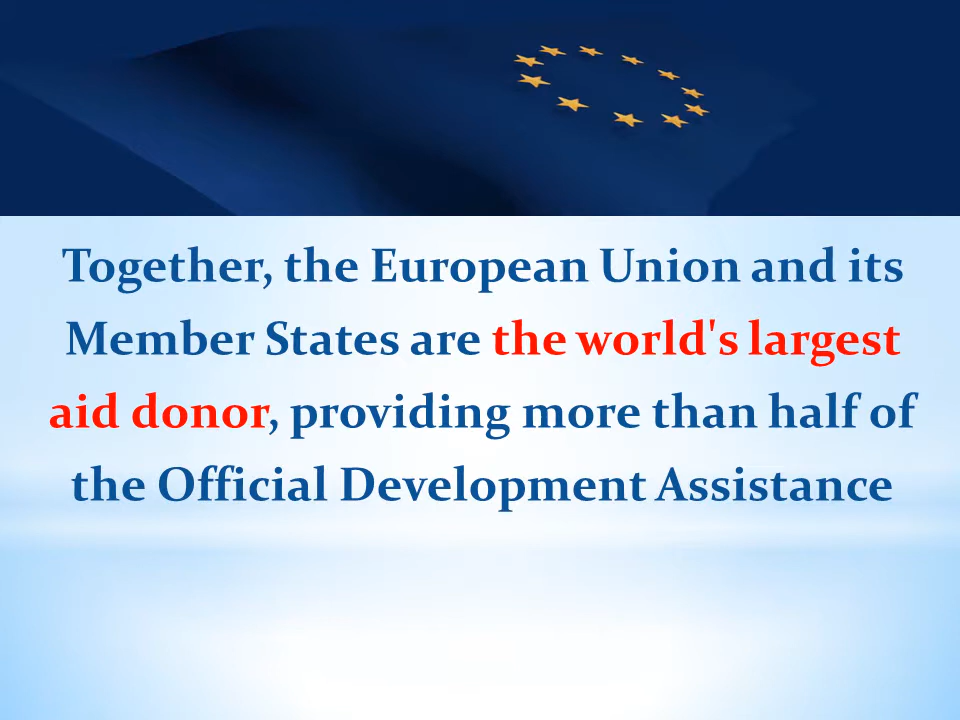 Together, the European Union and its
Member States are the world's largest
aid donor, providing more than half of
the Official Development Assistance